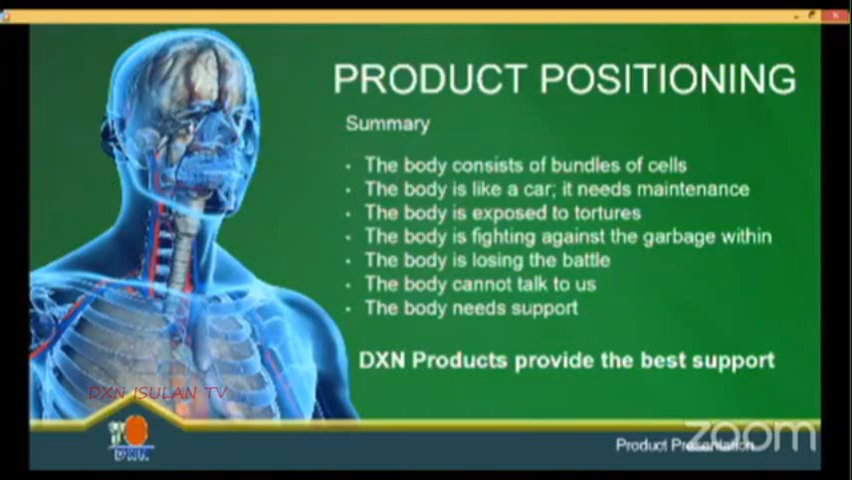 PRODUCT POSITIONING
Summary
• The body consists of bundles of cells
• The body is like a car; it needs maintenance
• The body is exposed to tortures
• The body is fighting against the garbage within
• The body is losing the battle
• The body cannot talk to us
• The body needs support
DXN Products provide the best support
DXN ISULAN TV
DXN
Product Presentation
zoom